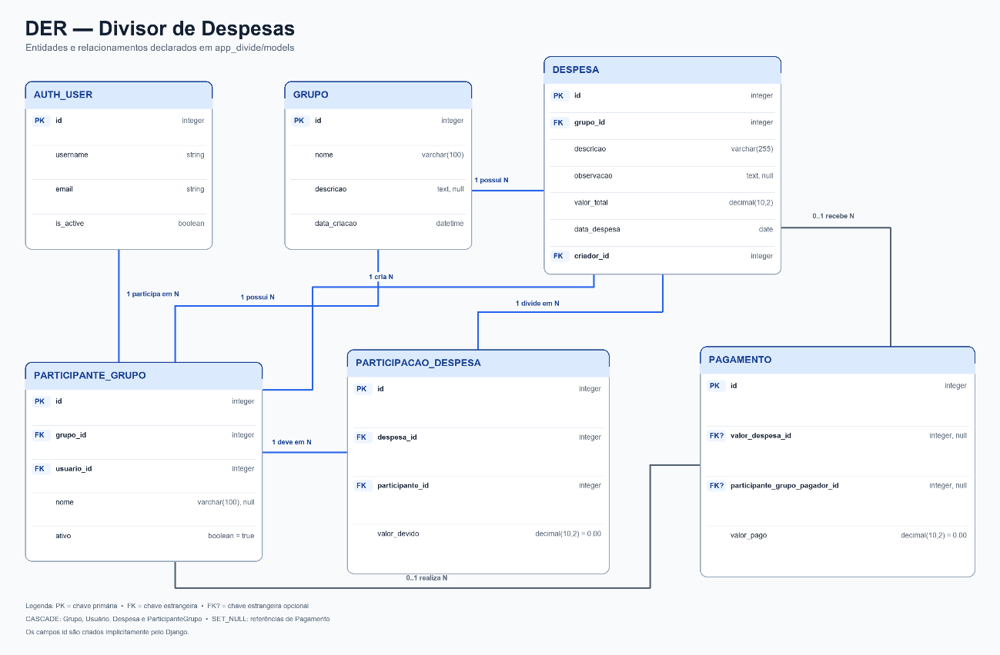 DER — Divisor de Despesas
Entidades e relacionamentos declarados em app_divide/models
AUTH_USER
PK id integer
username string
email string
is_active boolean
GRUPO
PK id integer
nome varchar(100)
descricao text, null
data_criacao datetime
1 possui N
DESPESA
PK id integer
FK grupo_id integer
descricao varchar(255)
observacao text, null
valor_total decimal(10,2)
data_despesa date
FK criador_id integer
0..1 recebe N
1 cria N
1 participa em N
1 possui N
1 divide em N
PARTICIPANTE_GRUPO
PK id integer
FK grupo_id integer
FK usuario_id integer
nome varchar(100), null
ativo boolean = true
1 deve em N
PARTICIPACAO_DESPESA
PK id integer
FK despesa_id integer
FK participante_id integer
valor_devido decimal(10,2) = 0.00
PAGAMENTO
PK id integer
FK? valor_despesa_id integer, null
FK? participante_grupo_pagador_id integer, null
valor_pago decimal(10,2) = 0.00
0..1 realiza N
Legenda: PK = chave primária • FK = chave estrangeira • FK? = chave estrangeira opcional
CASCADE: Grupo, Usuário, Despesa e ParticipanteGrupo • SET_NULL: referências de Pagamento
Os campos id são criados implicitamente pelo Django.